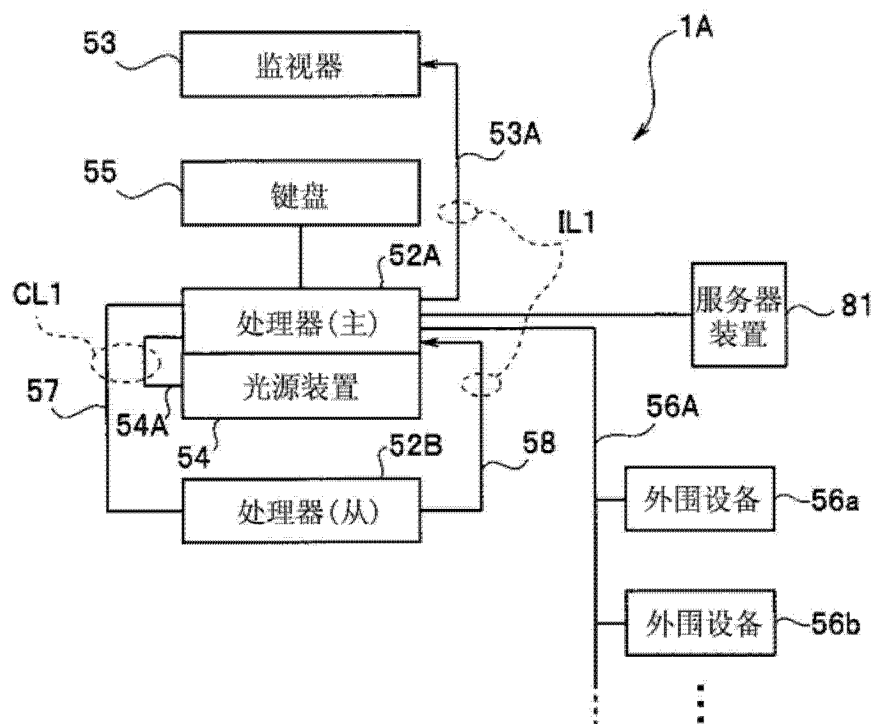 1A
53
监视器
53A
55
键盘
IL1
52A
CL1
处理器(主)
服务器
装置
81
光源装置
57
54A
54
52B
58
56A
处理器(从)
外围设备
56a
外围设备
56b